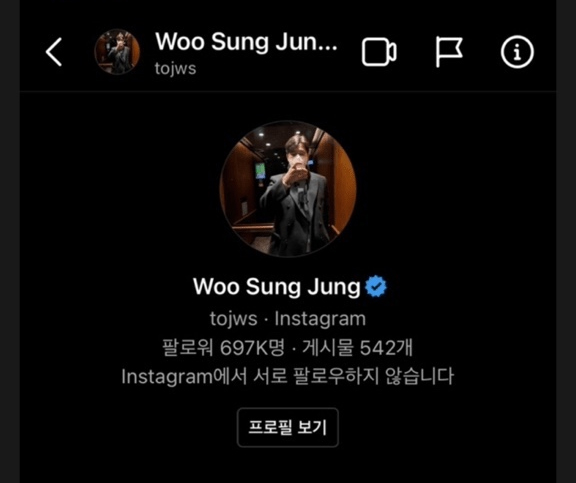 Woo Sung Jun...
tojws
Woo Sung Jung
tojws · Instagram
팔로워 697K명 · 게시물 542개
Instagram에서 서로 팔로우하지 않습니다
프로필 보기